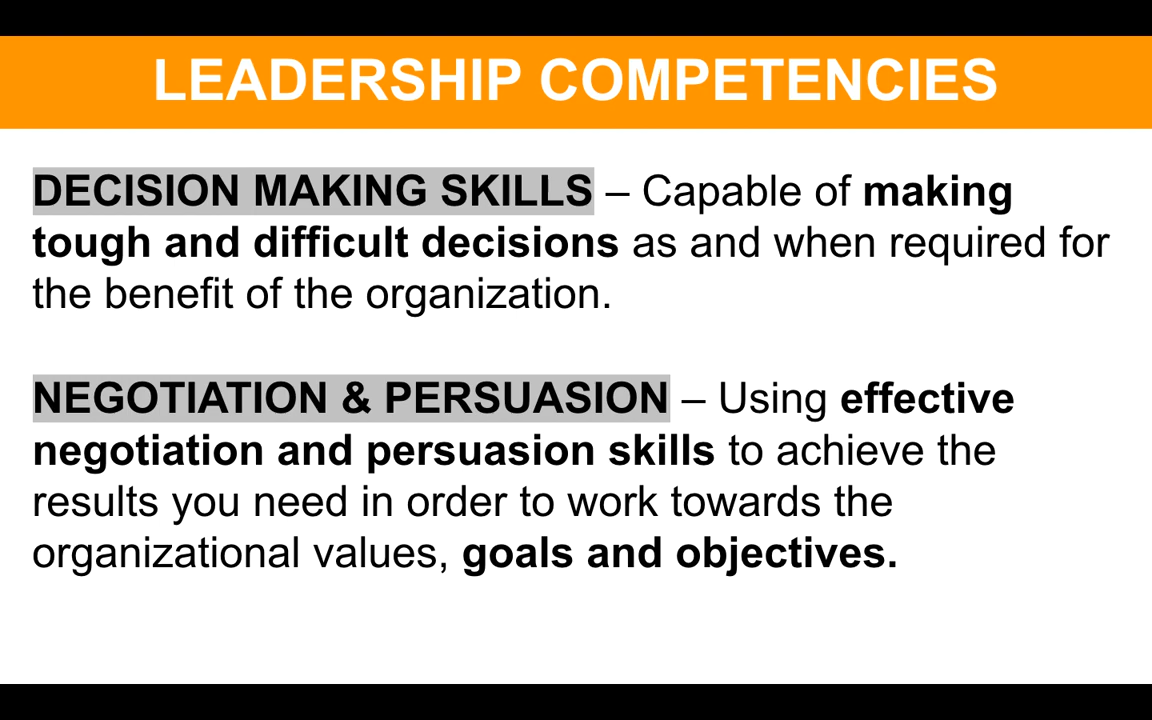 LEADERSHIP COMPETENCIES
DECISION MAKING SKILLS – Capable of making
tough and difficult decisions as and when required for
the benefit of the organization.
NEGOTIATION & PERSUASION – Using effective
negotiation and persuasion skills to achieve the
results you need in order to work towards the
organizational values, goals and objectives.